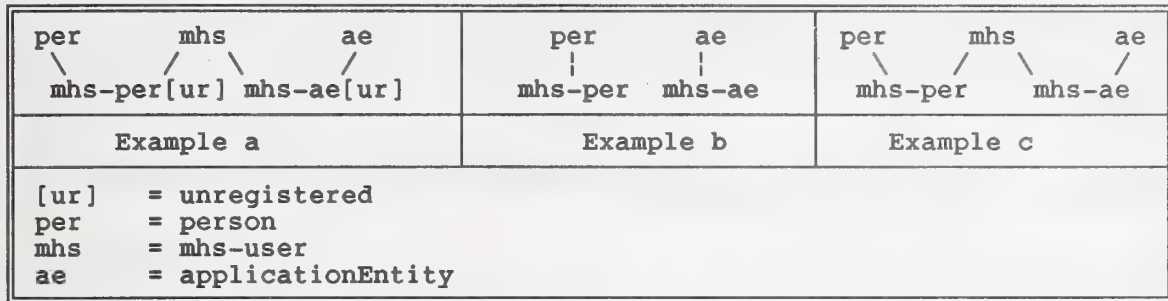 per mhs ae per ae per mhs ae
mhs-per[ur] mhs-ae[ur] mhs-per mhs-ae mhs-per mhs-ae
Example a Example b Example c
[ur] = unregistered
per = person
mhs = mhs-user
ae = applicationEntity